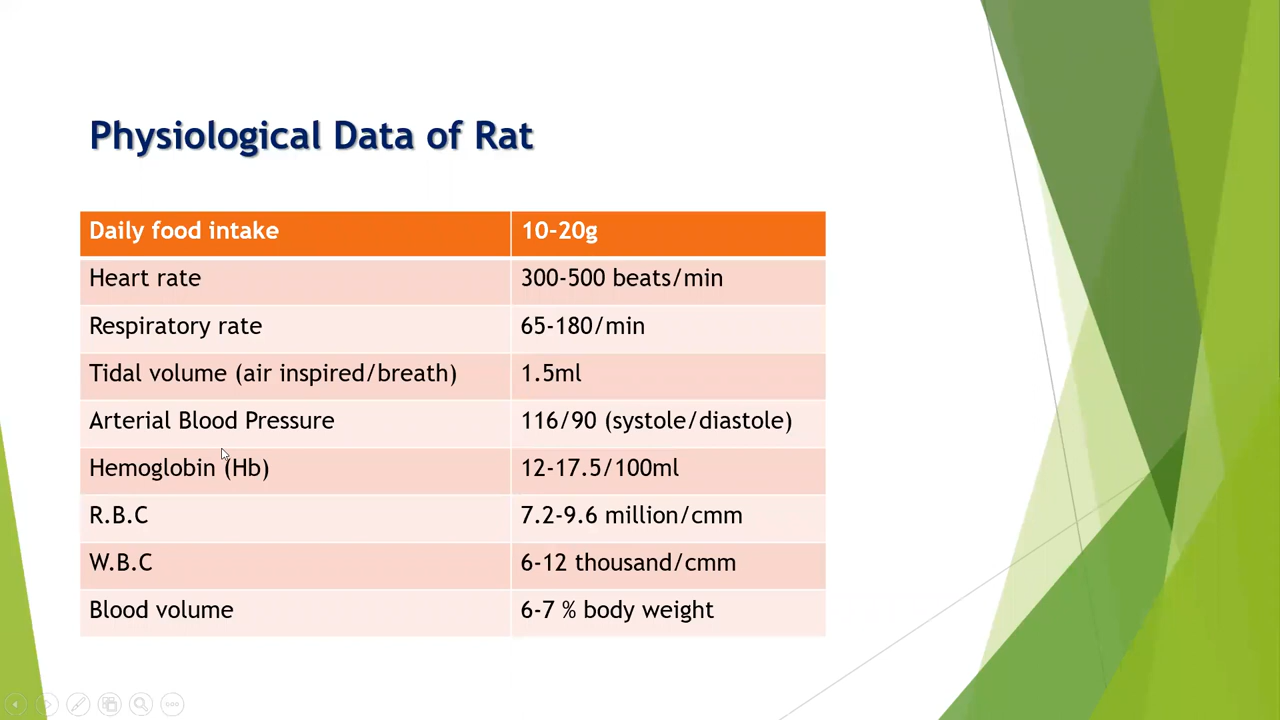 Physiological Data of Rat
Daily food intake 10-20g
Heart rate 300-500 beats/min
Respiratory rate 65-180/min
Tidal volume (air inspired/breath) 1.5ml
Arterial Blood Pressure 116/90 (systole/diastole)
Hemoglobin (Hb) 12-17.5/100ml
R.B.C 7.2-9.6 million/cmm
W.B.C 6-12 thousand/cmm
Blood volume 6-7 % body weight